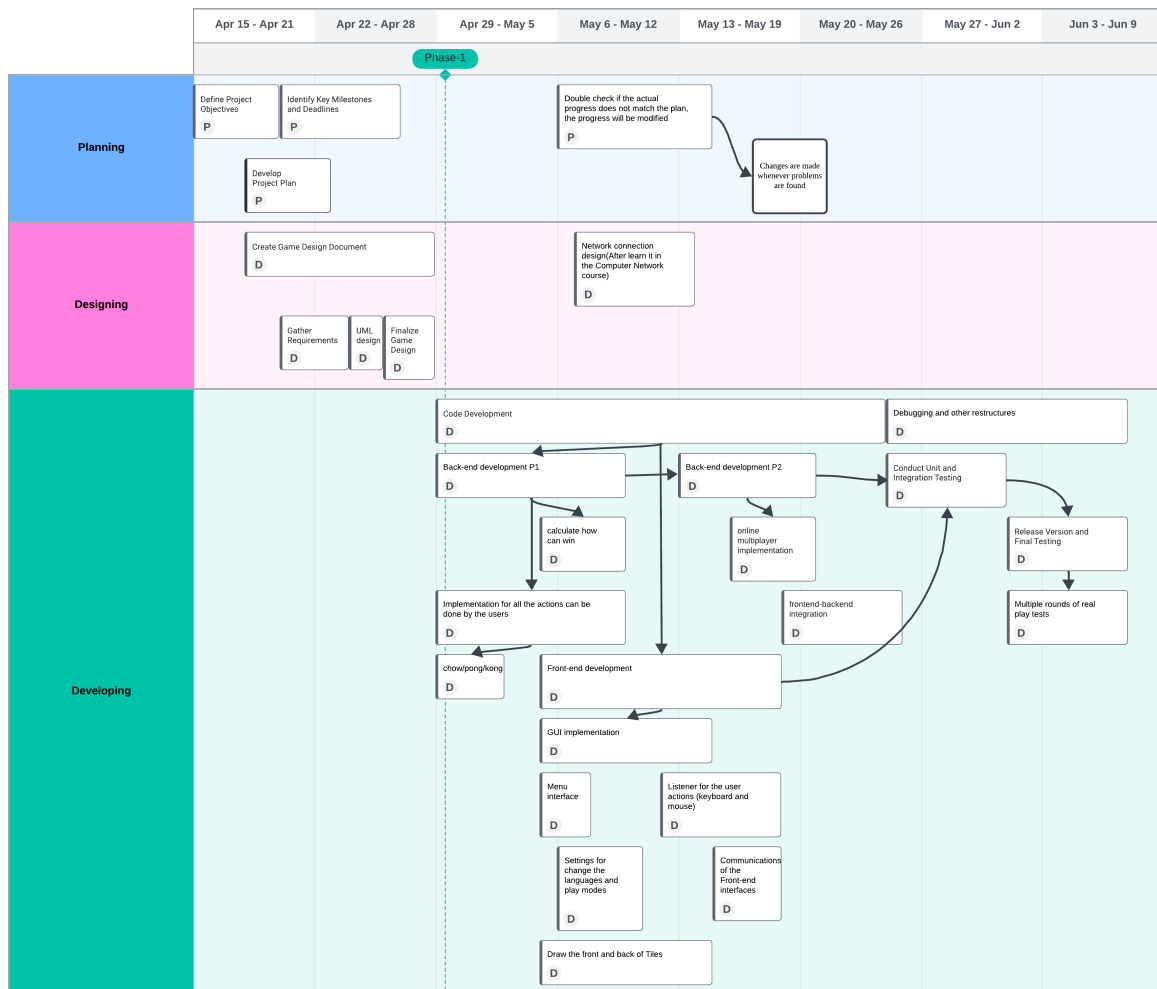 Apr 15 - Apr 21
Apr 22 - Apr 28
Apr 29 - May 5
May 6 - May 12
May 13 - May 19
May 20 - May 26
May 27 - Jun 2
Jun 3 - Jun 9
Phase-1
Planning
Define Project
Objectives
P
Identify Key Milestones
and Deadlines
P
Double check if the actual
progress does not match the plan,
the progress will be modified
P
Changes are made
whenever problems
are found
Develop
Project Plan
P
Designing
Create Game Design Document
D
Network connection
design(After learn it in
the Computer Network
course)
D
Gather
Requirements
D
UML
design
D
Finalize
Game
Design
D
Developing
Code Development
D
Debugging and other restructures
D
Back-end development P1
D
Back-end development P2
D
Conduct Unit and
Integration Testing
D
calculate how
can win
D
online
multiplayer
implementation
D
Release Version and
Final Testing
D
Implementation for all the actions can be
done by the users
D
frontend-backend
integration
D
Multiple rounds of real
play tests
D
chow/pong/kong
D
Front-end development
D
GUI implementation
D
Menu
interface
D
Listener for the user
actions (keyboard and
mouse)
D
Settings for
change the
languages and
play modes
D
Communications
of the
Front-end
interfaces
D
Draw the front and back of Tiles
D